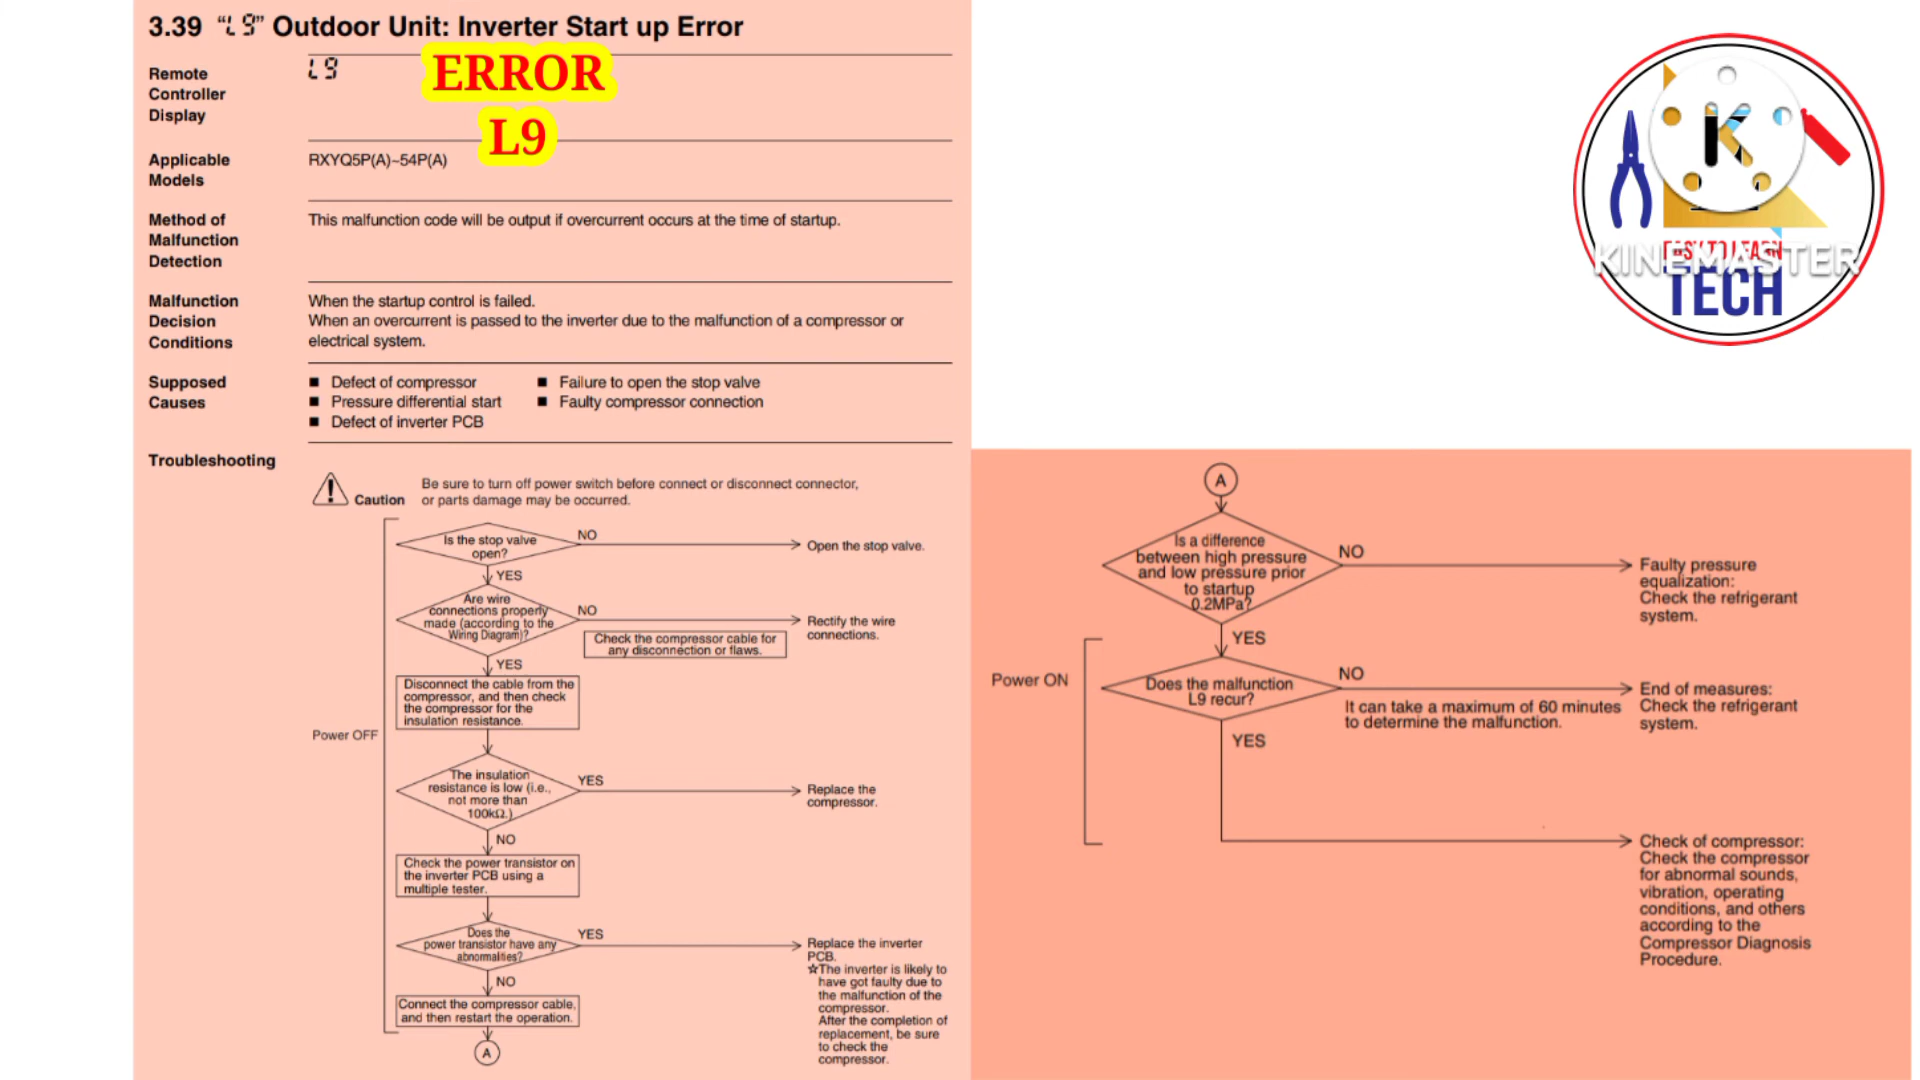 3.39 “L9” Outdoor Unit: Inverter Start up Error
Remote
Controller
Display
L9
ERROR
L9
Applicable
Models
RXYQ5P(A)~54P(A)
Method of
Malfunction
Detection
This malfunction code will be output if overcurrent occurs at the time of startup.
Malfunction
Decision
Conditions
When the startup control is failed.
When an overcurrent is passed to the inverter due to the malfunction of a compressor or
electrical system.
Supposed
Causes
■ Defect of compressor
■ Pressure differential start
■ Defect of inverter PCB
■ Failure to open the stop valve
■ Faulty compressor connection
Troubleshooting
Caution
Be sure to turn off power switch before connect or disconnect connector,
or parts damage may be occurred.
Power OFF
Is the stop valve
open?
NO
Open the stop valve.
YES
Are wire
connections properly
made (according to the
Wiring Diagram)?
NO
Rectify the wire
connections.
Check the compressor cable for
any disconnection or flaws.
YES
Disconnect the cable from the
compressor, and then check
the compressor for the
insulation resistance.
The insulation
resistance is low (i.e.,
not more than
100kΩ.)
YES
Replace the
compressor.
NO
Check the power transistor on
the inverter PCB using a
multiple tester.
Does the
power transistor have any
abnormalities?
YES
Replace the inverter
PCB.
☆The inverter is likely to
have got faulty due to
the malfunction of the
compressor.
After the completion of
replacement, be sure
to check the
compressor.
NO
Connect the compressor cable,
and then restart the operation.
A
A
Is a difference
between high pressure
and low pressure prior
to startup
0.2MPa?
NO
Faulty pressure
equalization:
Check the refrigerant
system.
YES
Power ON
Does the malfunction
L9 recur?
NO
It can take a maximum of 60 minutes
to determine the malfunction.
End of measures:
Check the refrigerant
system.
YES
Check of compressor:
Check the compressor
for abnormal sounds,
vibration, operating
conditions, and others
according to the
Compressor Diagnosis
Procedure.
K
EASY TO LEARN
KINEMASTER
TECH